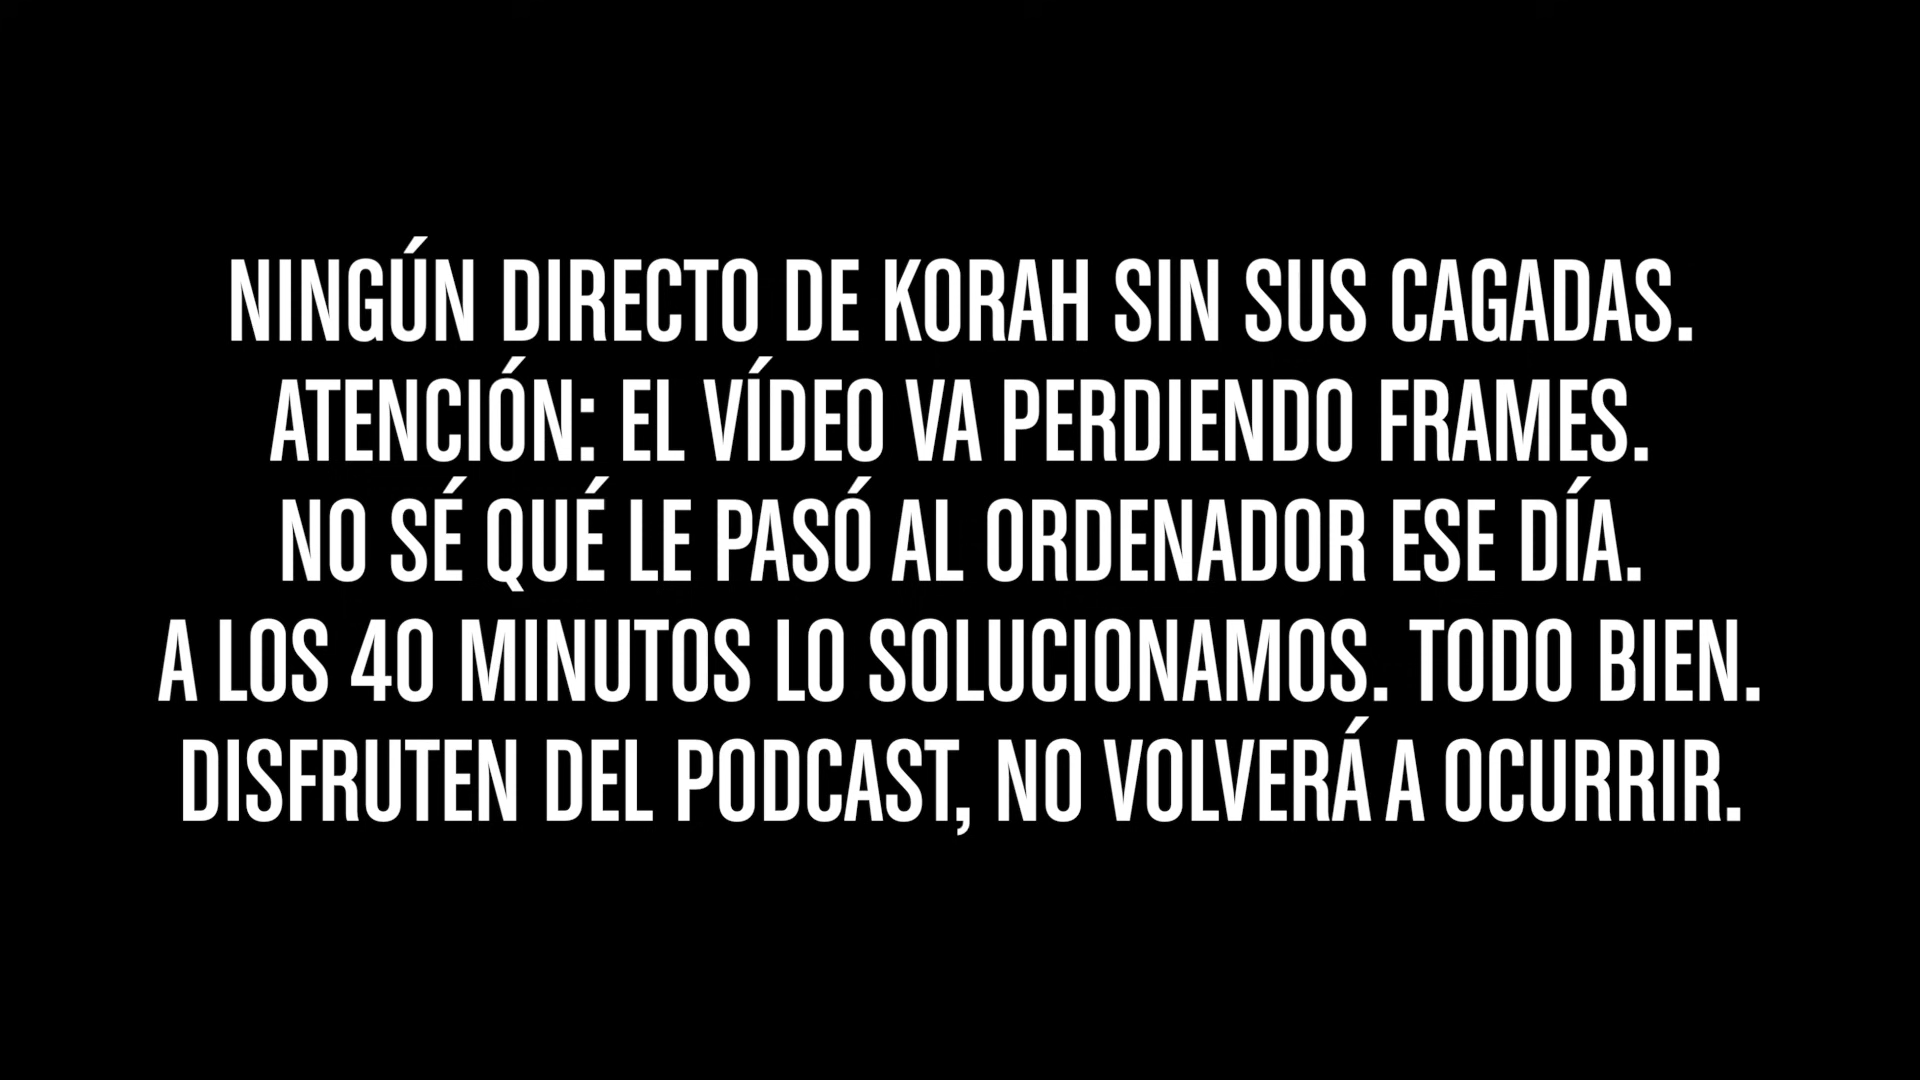 NINGÚN DIRECTO DE KORAH SIN SUS CAGADAS.
ATENCIÓN: EL VÍDEO VA PERDIENDO FRAMES.
NO SÉ QUÉ LE PASÓ AL ORDENADOR ESE DÍA.
A LOS 40 MINUTOS LO SOLUCIONAMOS. TODO BIEN.
DISFRUTEN DEL PODCAST, NO VOLVERÁ A OCURRIR.